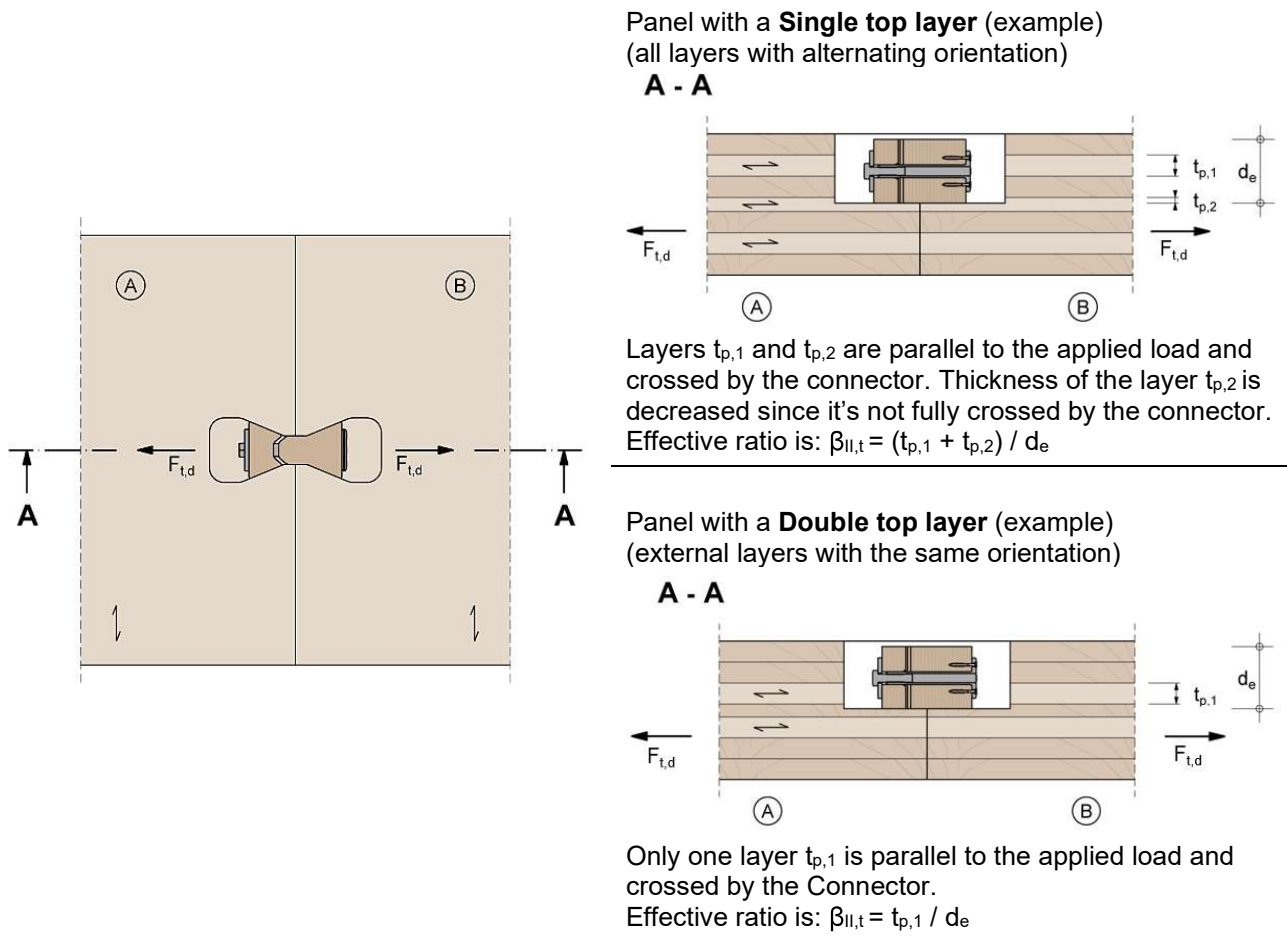 A
B
F_t,d
F_t,d
A
A
Panel with a Single top layer (example)
(all layers with alternating orientation)
A - A
t_p,1
d_e
t_p,2
F_t,d
F_t,d
A
B
Layers t_p,1 and t_p,2 are parallel to the applied load and
crossed by the connector. Thickness of the layer t_p,2 is
decreased since it’s not fully crossed by the connector.
Effective ratio is: β_II,t = (t_p,1 + t_p,2) / d_e
Panel with a Double top layer (example)
(external layers with the same orientation)
A - A
d_e
t_p,1
F_t,d
F_t,d
A
B
Only one layer t_p,1 is parallel to the applied load and
crossed by the Connector.
Effective ratio is: β_II,t = t_p,1 / d_e